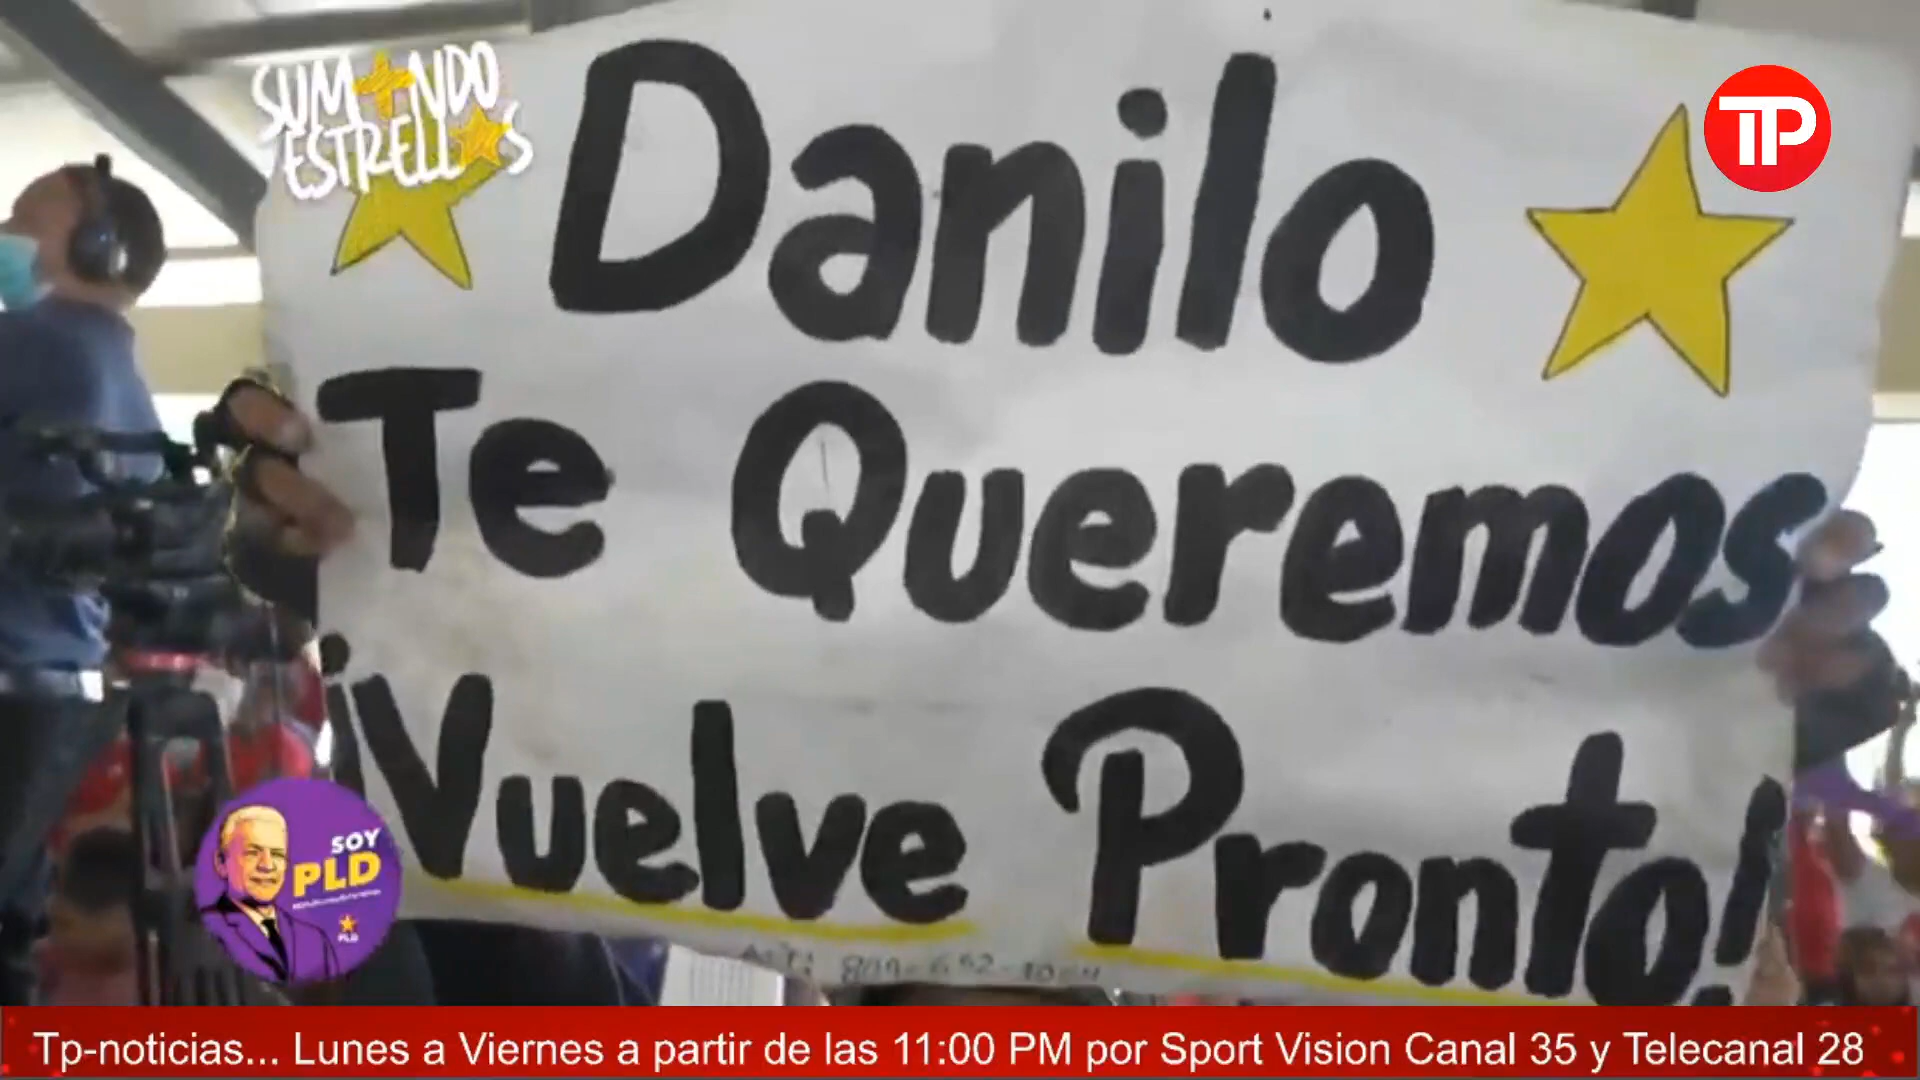 SUMANDO
ESTRELLAS
TP
Danilo
Te Queremos
¡Vuelve Pronto!
SOY
PLD
PLD
Tp-noticias... Lunes a Viernes a partir de las 11:00 PM por Sport Vision Canal 35 y Telecanal 28